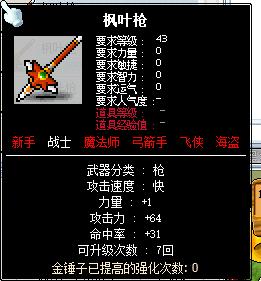 枫叶枪
要求等级： 43
要求力量： 0
要求敏捷： 0
要求智力： 0
要求运气： 0
要求人气度： -
道具等级： -
道具经验值： -
新手 战士 魔法师 弓箭手 飞侠 海盗
武器分类： 枪
攻击速度： 快
力量： +1
攻击力： +64
命中率： +31
可升级次数： 7回
金锤子已提高的强化次数： 0